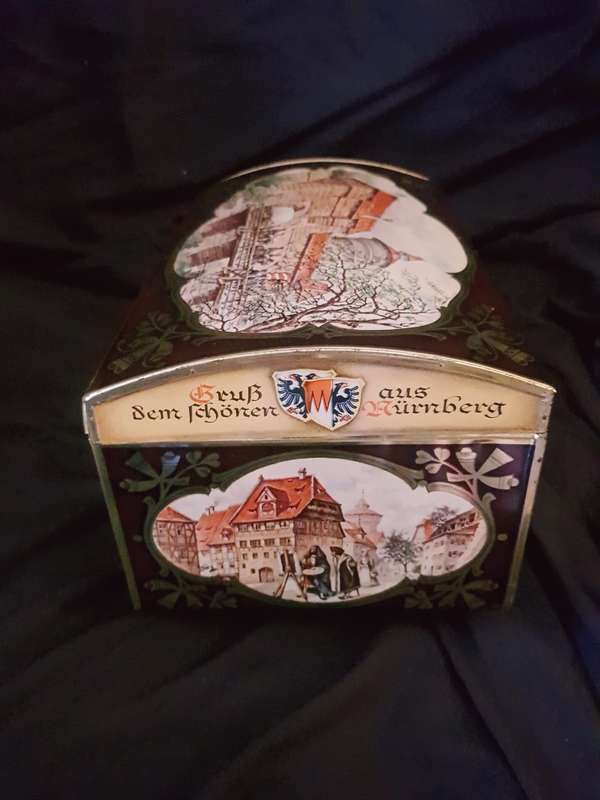 Gruß aus
dem schönen Nürnberg